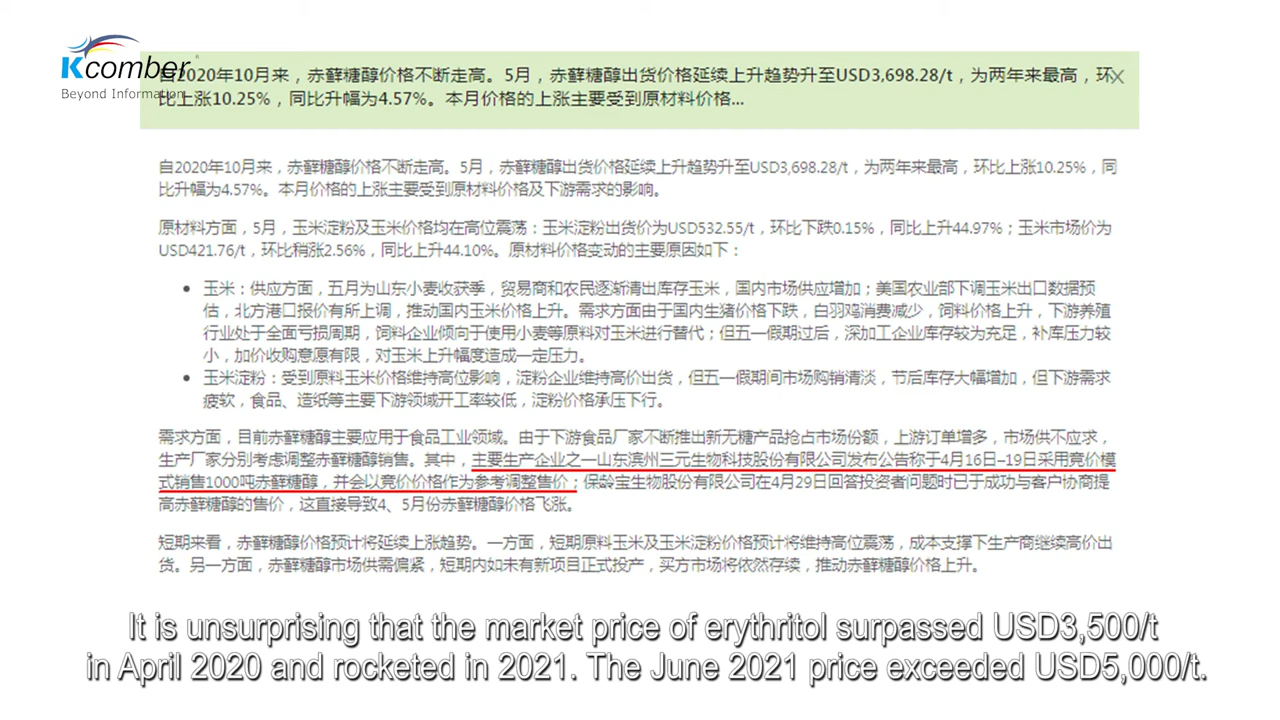 Kcomber
Beyond Information
自2020年10月来，赤藓糖醇价格不断走高。5月，赤藓糖醇出货价格延续上升趋势升至USD3,698.28/t，为两年来最高，环
比上涨10.25%，同比升幅为4.57%。本月价格的上涨主要受到原材料价格...
自2020年10月来，赤藓糖醇价格不断走高。5月，赤藓糖醇出货价格延续上升趋势升至USD3,698.28/t，为两年来最高，环比上涨10.25%，同
比升幅为4.57%。本月价格的上涨主要受到原材料价格及下游需求的影响。
原材料方面，5月，玉米淀粉及玉米价格均在高位震荡：玉米淀粉出货价为USD532.55/t，环比下跌0.15%，同比上升44.97%；玉米市场价为
USD421.76/t，环比稍涨2.56%，同比上升44.10%。原材料价格变动的主要原因如下：
• 玉米：供应方面，五月为山东小麦收获季，贸易商和农民逐渐清出库存玉米，国内市场供应增加；美国农业部下调玉米出口数据预
估，北方港口报价有所上调，推动国内玉米价格上升。需求方面由于国内生猪价格下跌，白羽鸡消费减少，饲料价格上升，下游养殖
行业处于全面亏损周期，饲料企业倾向于使用小麦等原料对玉米进行替代；但五一假期过后，深加工企业库存较为充足，补库压力较
小，加价收购意愿有限，对玉米上升幅度造成一定压力。
• 玉米淀粉：受到原料玉米价格维持高位影响，淀粉企业维持高价出货，但五一假期间市场购销清淡，节后库存大幅增加，但下游需求
疲软，食品、造纸等主要下游领域开工率较低，淀粉价格承压下行。
需求方面，目前赤藓糖醇主要应用于食品工业领域。由于下游食品厂家不断推出新无糖产品抢占市场份额，上游订单增多，市场供不应求，
生产厂家分别考虑调整赤藓糖醇销售。其中，主要生产企业之一山东滨州三元生物科技股份有限公司发布公告称于4月16日–19日采用竞价模
式销售1000吨赤藓糖醇，并会以竞价价格作为参考调整售价；保龄宝生物股份有限公司在4月29日回答投资者问题时已于成功与客户协商提
高赤藓糖醇的售价，这直接导致4、5月份赤藓糖醇价格飞涨。
短期来看，赤藓糖醇价格预计将延续上涨趋势。一方面，短期原料玉米及玉米淀粉价格预计将维持高位震荡，成本支撑下生产商继续高价出
货。另一方面，赤藓糖醇市场供需偏紧，短期内如未有新项目正式投产，买方市场将依然存续，推动赤藓糖醇价格上升。
It is unsurprising that the market price of erythritol surpassed USD3,500/t
in April 2020 and rocketed in 2021. The June 2021 price exceeded USD5,000/t.